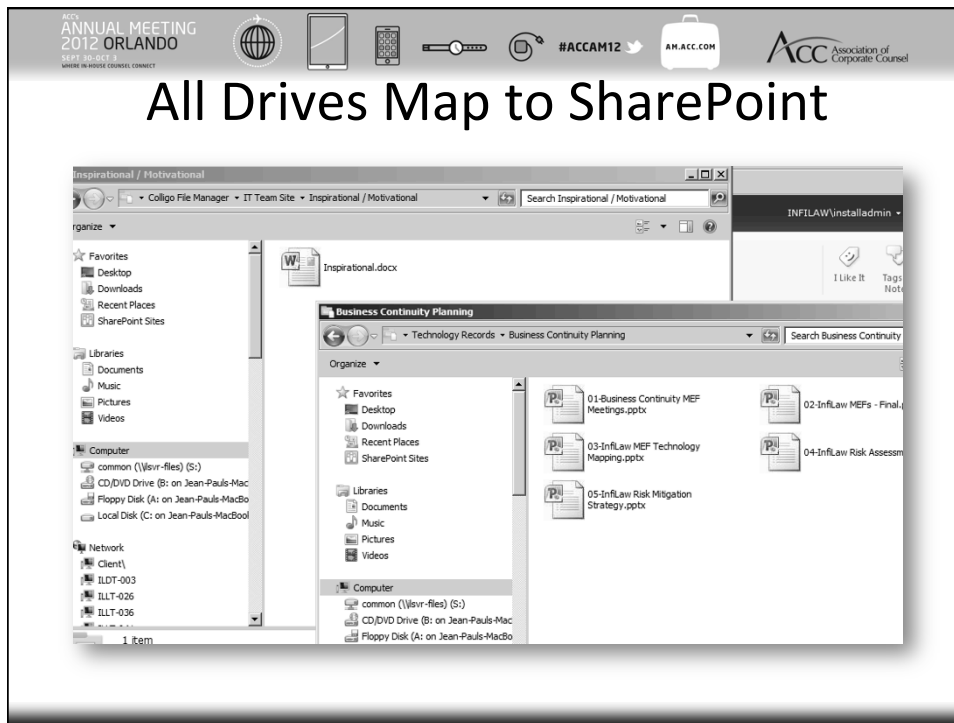 ACC's
ANNUAL MEETING
2012 ORLANDO
SEPT 30-OCT 3
WHERE IN-HOUSE COUNSEL CONNECT
#ACCAM12
AM.ACC.COM
ACC Association of
Corporate Counsel
All Drives Map to SharePoint
Inspirational / Motivational
Colligo File Manager
IT Team Site
Inspirational / Motivational
Search Inspirational / Motivational
rganize
INFILAW\installadmin
I Like It
Tags
Note
Favorites
Desktop
Downloads
Recent Places
SharePoint Sites
Libraries
Documents
Music
Pictures
Videos
Computer
common (\\ilsvr-files) (S:)
CD/DVD Drive (B: on Jean-Pauls-Mac
Floppy Disk (A: on Jean-Pauls-MacBo
Local Disk (C: on Jean-Pauls-MacBool
Network
Client\
ILDT-003
ILLT-026
ILLT-036
1 item
Inspirational.docx
Business Continuity Planning
Technology Records
Business Continuity Planning
Search Business Continuity
Organize
Favorites
Desktop
Downloads
Recent Places
SharePoint Sites
Libraries
Documents
Music
Pictures
Videos
Computer
common (\\ilsvr-files) (S:)
CD/DVD Drive (B: on Jean-Pauls-Mac
Floppy Disk (A: on Jean-Pauls-MacBo
01-Business Continuity MEF
Meetings.pptx
02-InfiLaw MEFs - Final.p
03-InfiLaw MEF Technology
Mapping.pptx
04-InfiLaw Risk Assessm
05-InfiLaw Risk Mitigation
Strategy.pptx